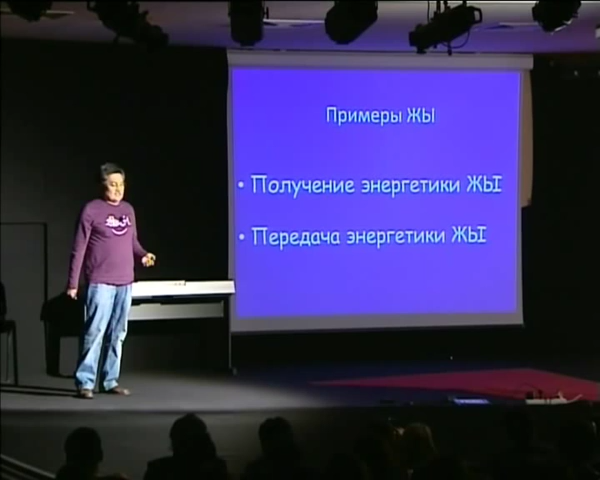 Примеры ЖЫ
• Получение энергетики ЖЫ
• Передача энергетики ЖЫ